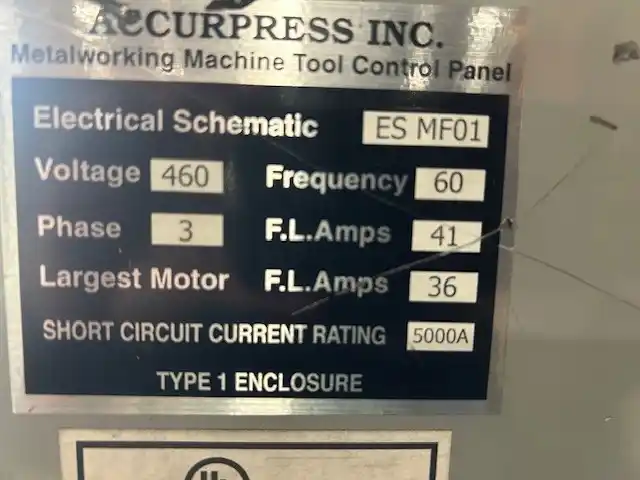 ACCURPRESS INC.
Metalworking Machine Tool Control Panel
Electrical Schematic ES MF01
Voltage 460 Frequency 60
Phase 3 F.L.Amps 41
Largest Motor F.L.Amps 36
SHORT CIRCUIT CURRENT RATING 5000A
TYPE 1 ENCLOSURE